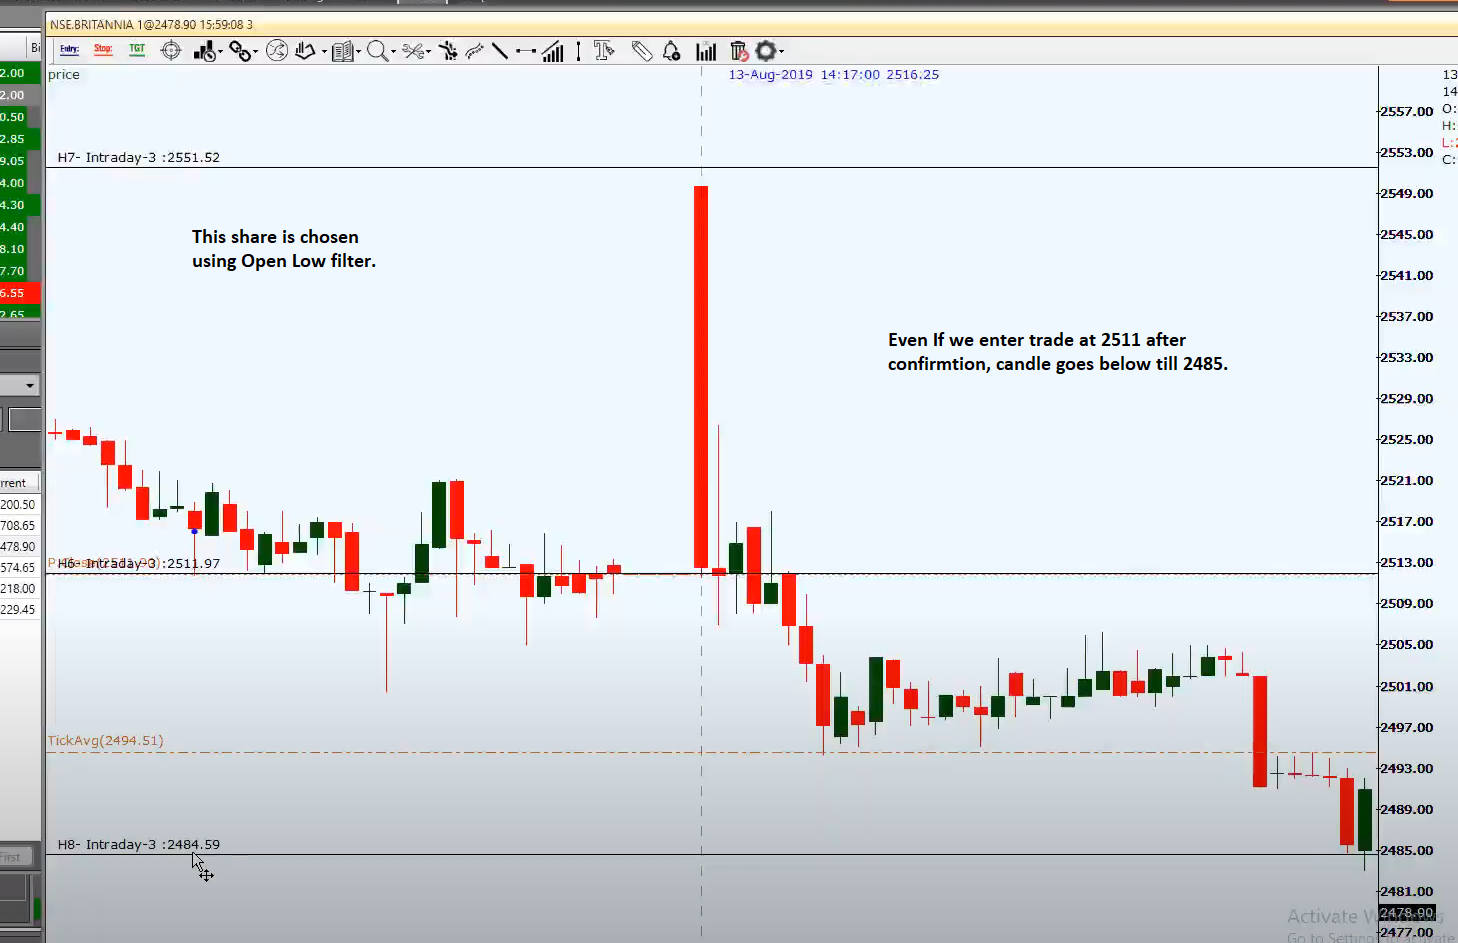 NSE.BRITANNIA 1@2478.90 15:59:08 3
Bi
Entry:
Stop:
TGT
price
13-Aug-2019 14:17:00 2516.25
13
14
O:
H:
L:2
C:
2.00
2.00
0.50
2.85
9.05
4.00
4.30
4.40
8.10
7.70
6.55
2.65
H7- Intraday-3 :2551.52
This share is chosen
using Open Low filter.
Even If we enter trade at 2511 after
confirmtion, candle goes below till 2485.
2557.00
2553.00
2549.00
2545.00
2541.00
2537.00
2533.00
2529.00
2525.00
2521.00
2517.00
2513.00
2509.00
2505.00
2501.00
2497.00
2493.00
2489.00
2485.00
2481.00
2478.90
2477.00
rrent
200.50
708.65
478.90
574.65
218.00
229.45
H6- Intraday-3 :2511.97
TickAvg(2494.51)
H8- Intraday-3 :2484.59
First
Activate Windows
Go to Settings to activate